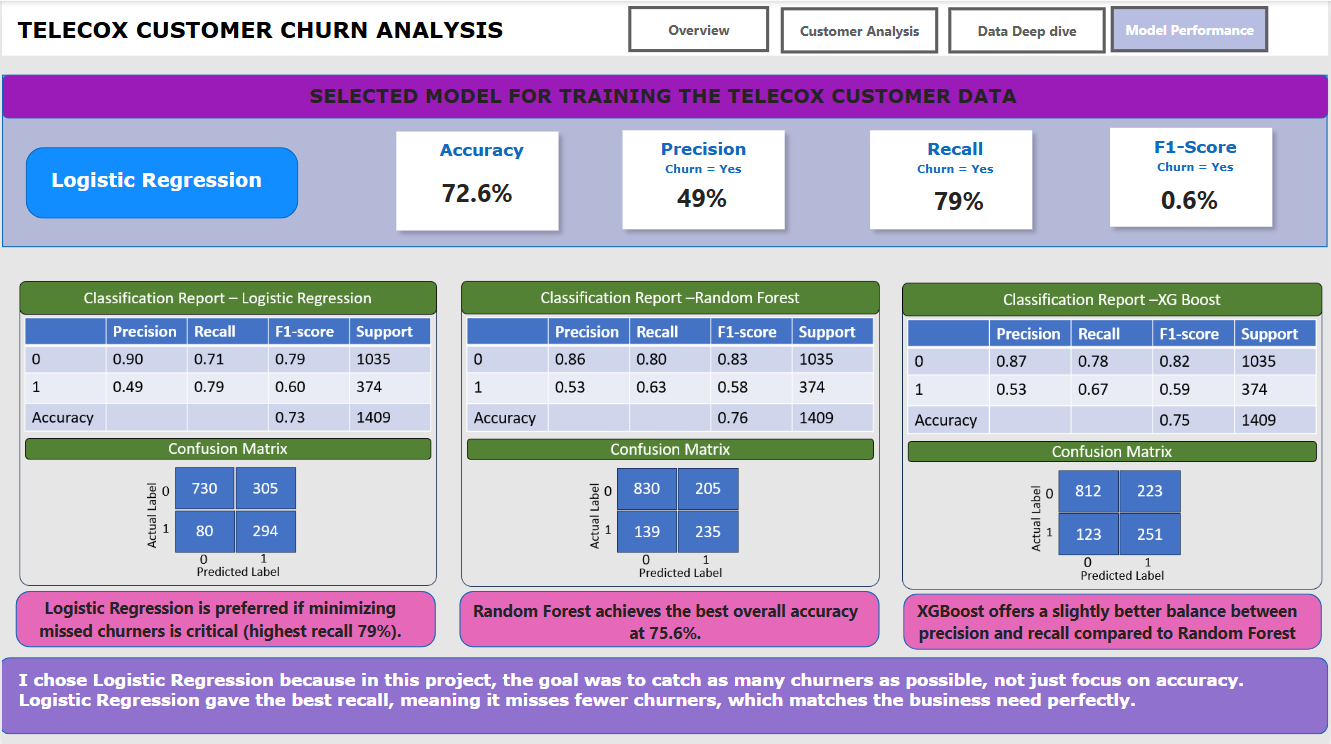 TELECOX CUSTOMER CHURN ANALYSIS
Overview
Customer Analysis
Data Deep dive
Model Performance
SELECTED MODEL FOR TRAINING THE TELECOX CUSTOMER DATA
Logistic Regression
Accuracy
72.6%
Precision
Churn = Yes
49%
Recall
Churn = Yes
79%
F1-Score
Churn = Yes
0.6%
Classification Report – Logistic Regression
Precision Recall F1-score Support
0 0.90 0.71 0.79 1035
1 0.49 0.79 0.60 374
Accuracy 0.73 1409
Confusion Matrix
Actual Label
0 730 305
1 80 294
0 1
Predicted Label
Logistic Regression is preferred if minimizing
missed churners is critical (highest recall 79%).
Classification Report –Random Forest
Precision Recall F1-score Support
0 0.86 0.80 0.83 1035
1 0.53 0.63 0.58 374
Accuracy 0.76 1409
Confusion Matrix
Actual Label
0 830 205
1 139 235
0 1
Predicted Label
Random Forest achieves the best overall accuracy
at 75.6%.
Classification Report –XG Boost
Precision Recall F1-score Support
0 0.87 0.78 0.82 1035
1 0.53 0.67 0.59 374
Accuracy 0.75 1409
Confusion Matrix
Actual Label
0 812 223
1 123 251
0 1
Predicted Label
XGBoost offers a slightly better balance between
precision and recall compared to Random Forest
I chose Logistic Regression because in this project, the goal was to catch as many churners as possible, not just focus on accuracy.
Logistic Regression gave the best recall, meaning it misses fewer churners, which matches the business need perfectly.